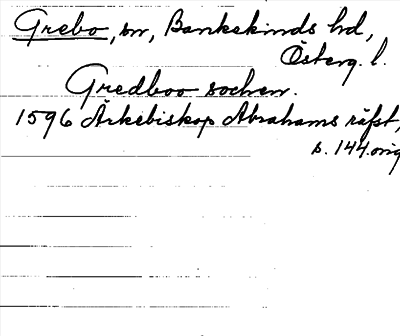 Grebo, sn, Bankekinds hd,
Österg. l.
Gredboo sochen.
1596 Ärkebiskop Abrahams räfst,
s. 144. orig